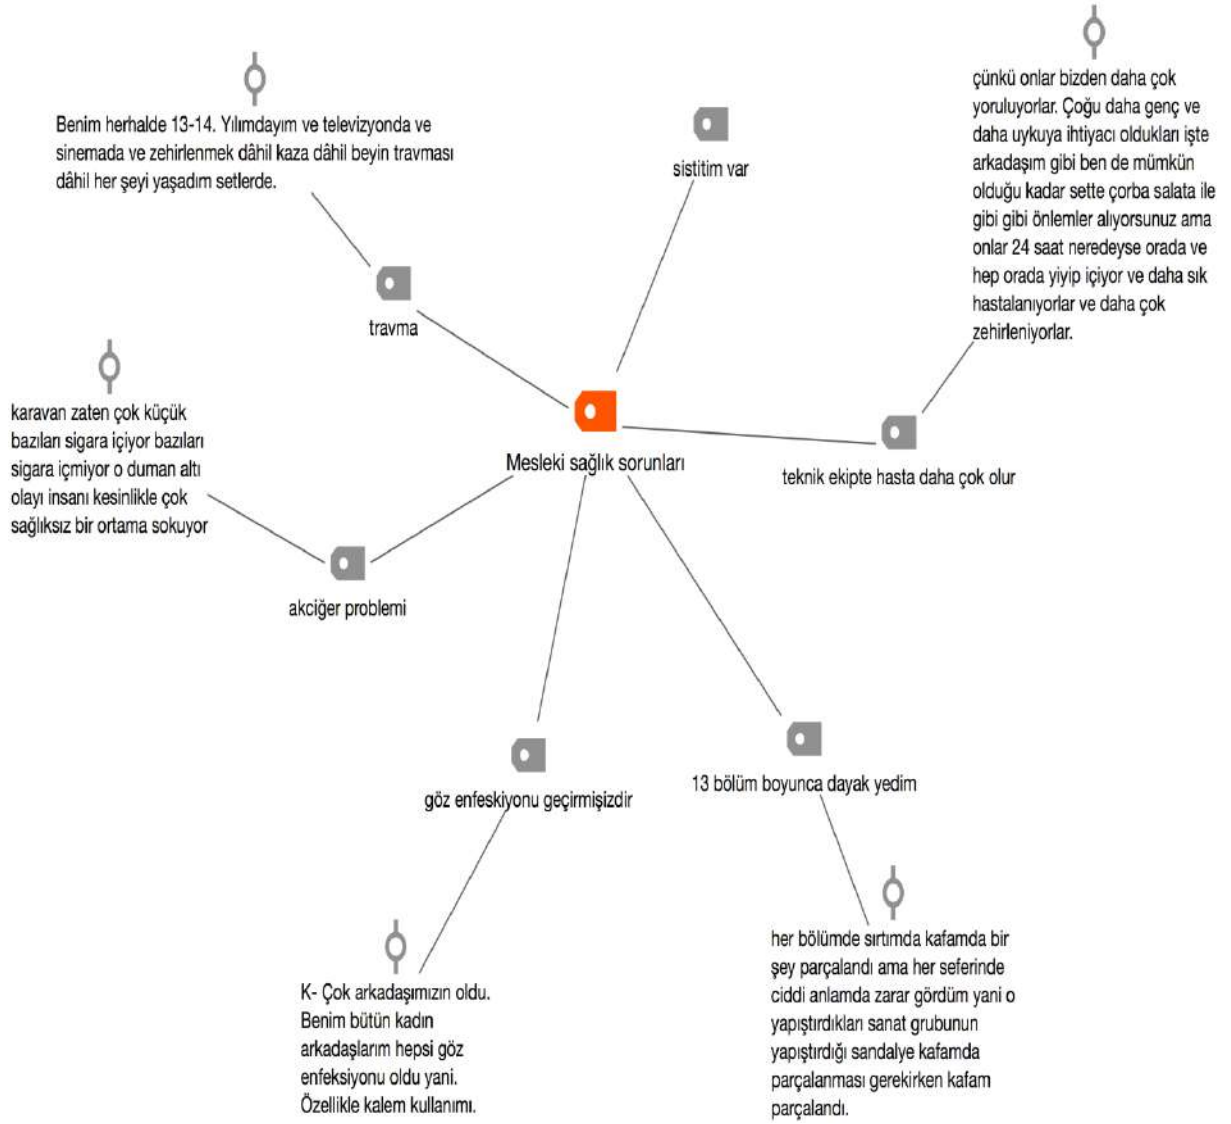 Benim herhalde 13-14. Yılımdayım ve televizyonda ve
sinemada ve zehirlenmek dâhil kaza dâhil beyin travması
dâhil her şeyi yaşadım setlerde.
travma
sistitim var
çünkü onlar bizden daha çok
yoruluyorlar. Çoğu daha genç ve
daha uykuya ihtiyacı oldukları işte
arkadaşım gibi ben de mümkün
olduğu kadar sette çorba salata ile
gibi gibi önlemler alıyorsunuz ama
onlar 24 saat neredeyse orada ve
hep orada yiyip içiyor ve daha sık
hastalanıyorlar ve daha çok
zehirleniyorlar.
teknik ekipte hasta daha çok olur
Mesleki sağlık sorunları
karavan zaten çok küçük
bazıları sigara içiyor bazıları
sigara içmiyor o duman altı
olayı insanı kesinlikle çok
sağlıksız bir ortama sokuyor
akciğer problemi
göz enfeskiyonu geçirmişizdir
K- Çok arkadaşımızın oldu.
Benim bütün kadın
arkadaşlarım hepsi göz
enfeksiyonu oldu yani.
Özellikle kalem kullanımı.
13 bölüm boyunca dayak yedim
her bölümde sırtımda kafamda bir
şey parçalandı ama her seferinde
ciddi anlamda zarar gördüm yani o
yapıştırdıkları sanat grubunun
yapıştırdığı sandalye kafamda
parçalanması gerekirken kafam
parçalandı.